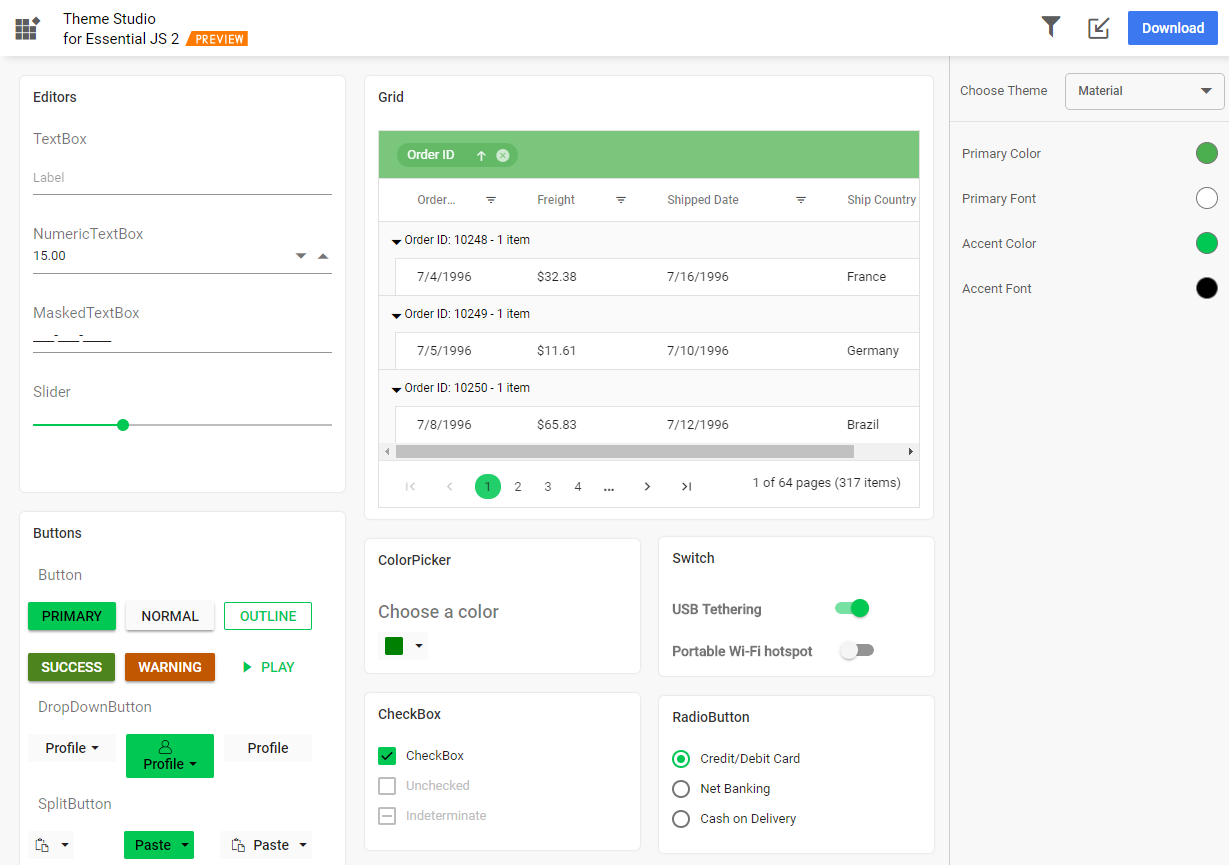 Theme Studio
for Essential JS 2 PREVIEW
Download
Editors
TextBox
Label
NumericTextBox
15.00
MaskedTextBox
___-___-____
Slider
Buttons
Button
PRIMARY NORMAL OUTLINE
SUCCESS WARNING PLAY
DropDownButton
Profile Profile Profile
SplitButton
Paste Paste
Grid
Order ID
Order... Freight Shipped Date Ship Country
Order ID: 10248 - 1 item
7/4/1996 $32.38 7/16/1996 France
Order ID: 10249 - 1 item
7/5/1996 $11.61 7/10/1996 Germany
Order ID: 10250 - 1 item
7/8/1996 $65.83 7/12/1996 Brazil
1 2 3 4 ... 1 of 64 pages (317 items)
ColorPicker
Choose a color
Switch
USB Tethering
Portable Wi-Fi hotspot
CheckBox
CheckBox
Unchecked
Indeterminate
RadioButton
Credit/Debit Card
Net Banking
Cash on Delivery
Choose Theme Material
Primary Color
Primary Font
Accent Color
Accent Font